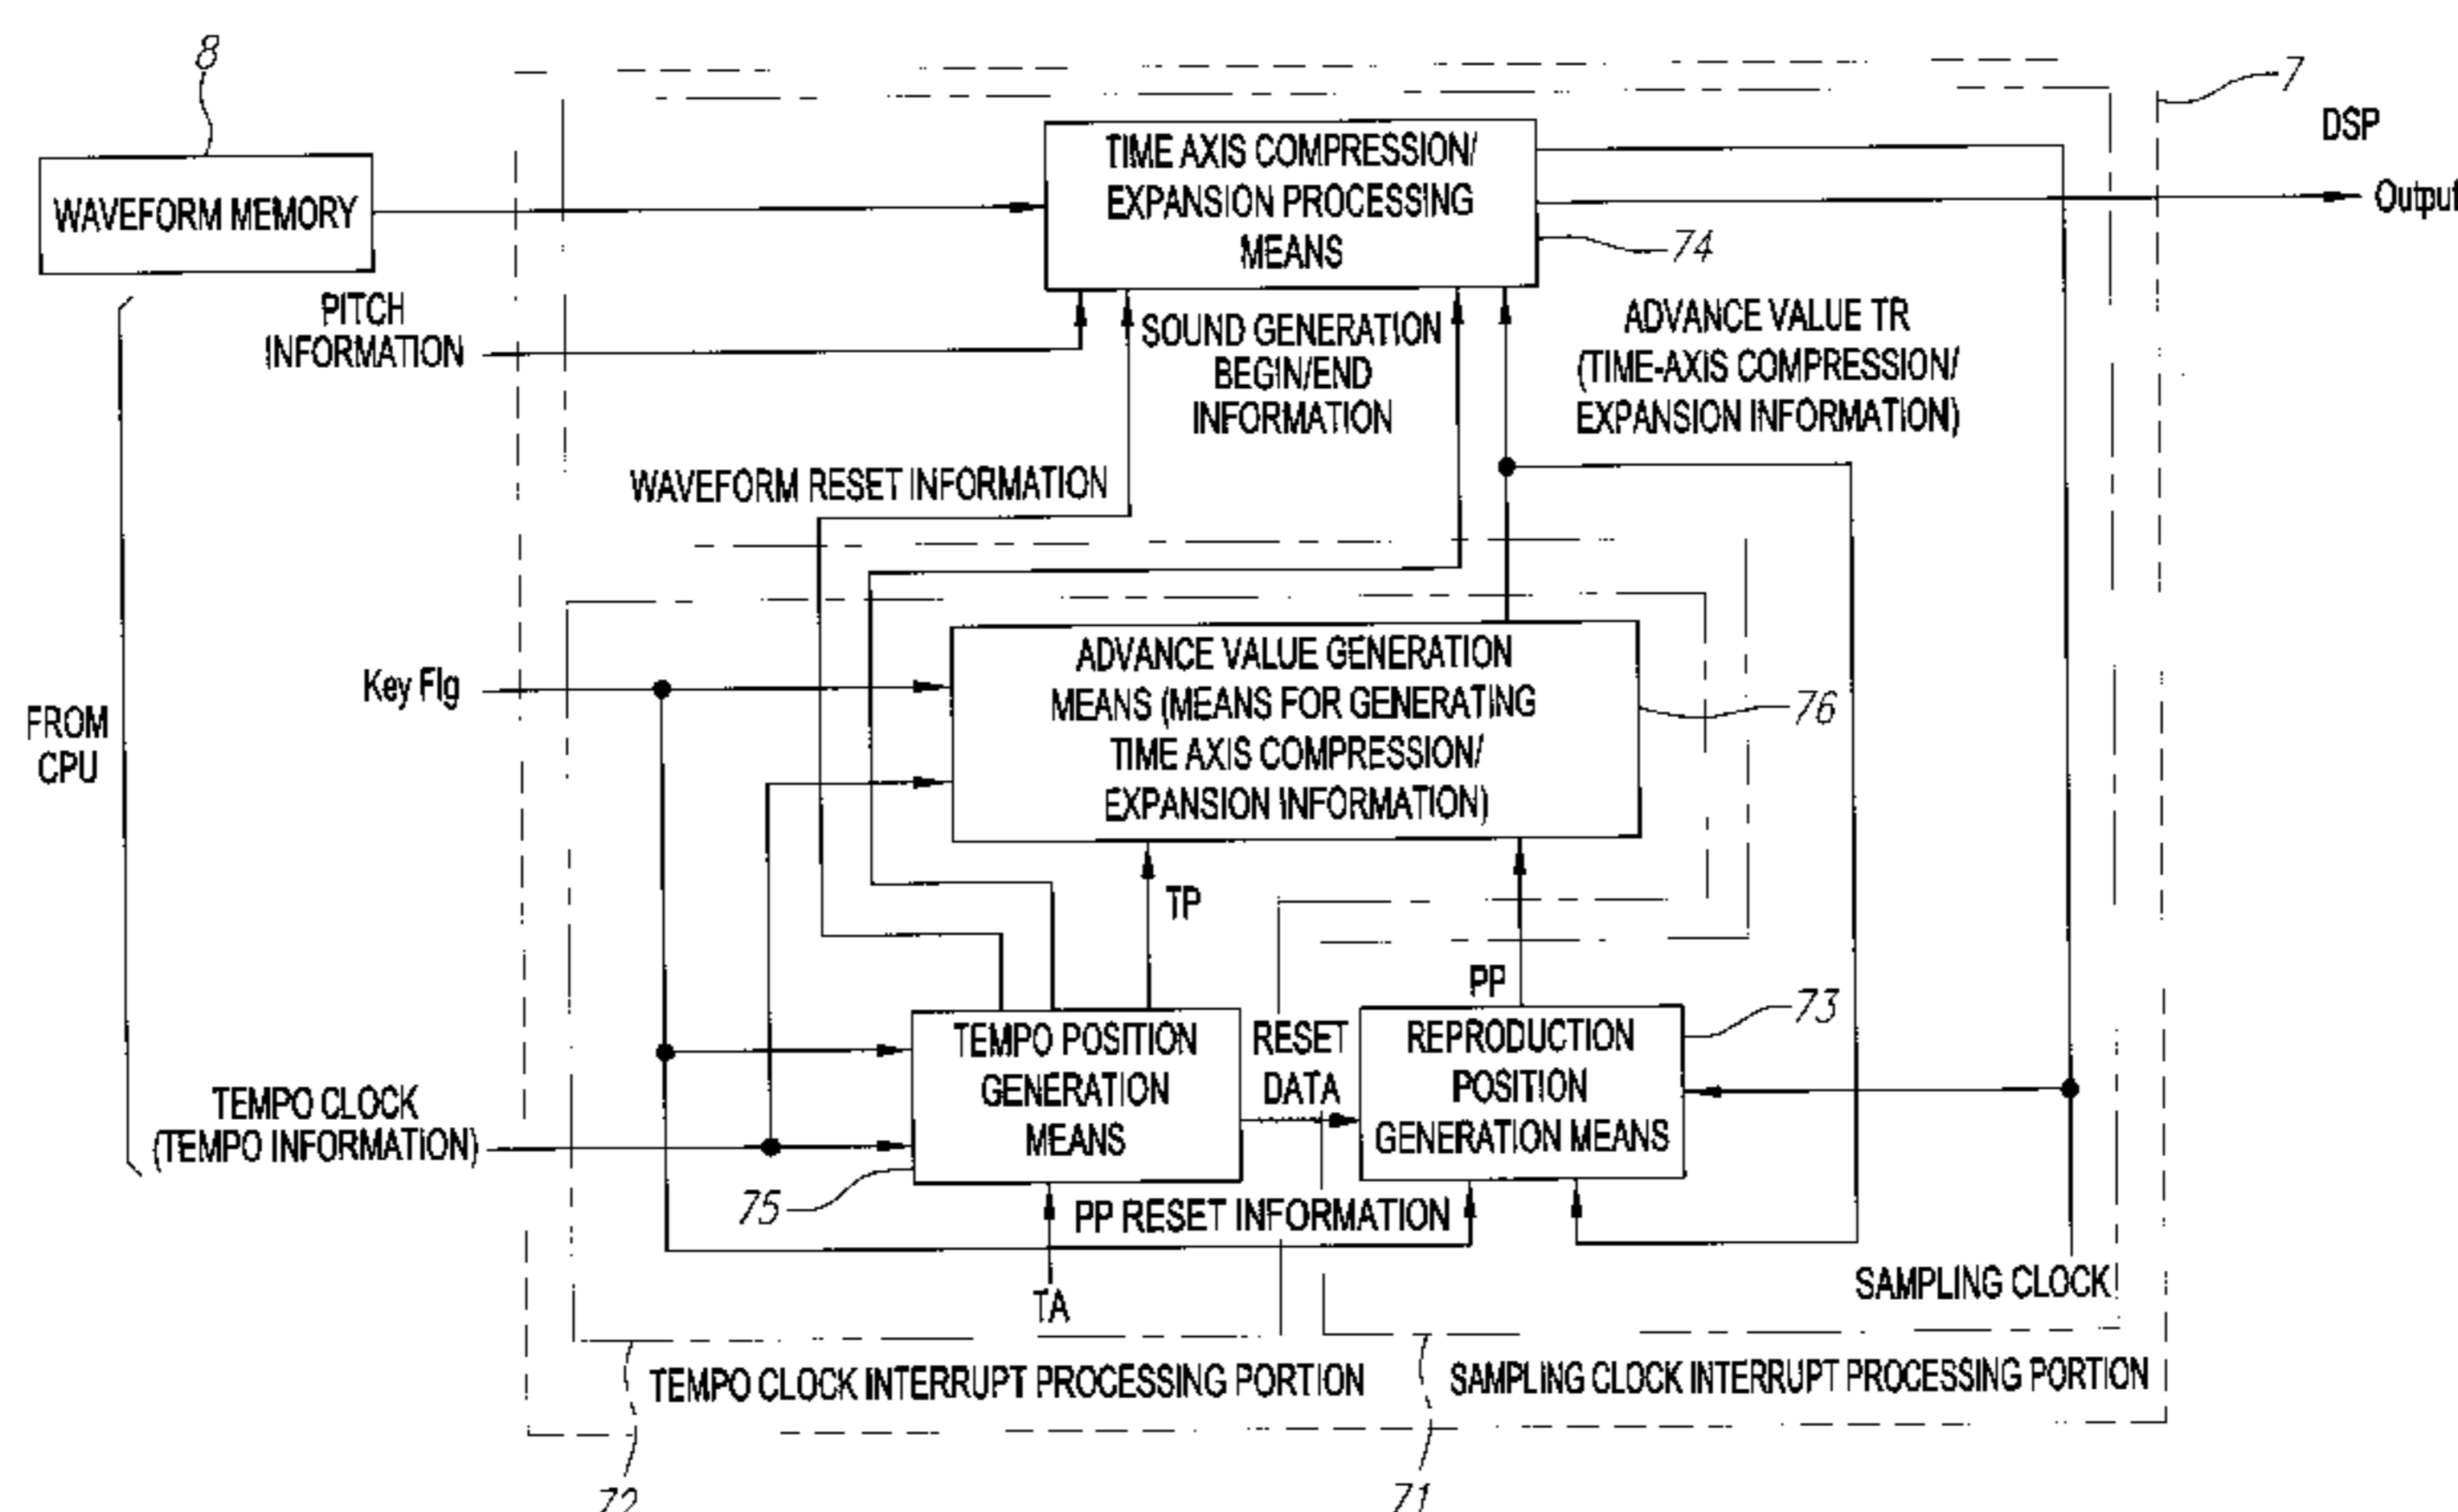 8
7
DSP
WAVEFORM MEMORY
TIME AXIS COMPRESSION/
EXPANSION PROCESSING
MEANS
Output
74
PITCH
INFORMATION
SOUND GENERATION
BEGIN/END
INFORMATION
ADVANCE VALUE TR
(TIME-AXIS COMPRESSION/
EXPANSION INFORMATION)
WAVEFORM RESET INFORMATION
FROM
CPU
Key Flg
ADVANCE VALUE GENERATION
MEANS (MEANS FOR GENERATING
TIME AXIS COMPRESSION/
EXPANSION INFORMATION)
76
TP
PP
73
TEMPO POSITION
GENERATION
MEANS
RESET
DATA
REPRODUCTION
POSITION
GENERATION MEANS
TEMPO CLOCK
(TEMPO INFORMATION)
75
PP RESET INFORMATION
TA
SAMPLING CLOCK
TEMPO CLOCK INTERRUPT PROCESSING PORTION
SAMPLING CLOCK INTERRUPT PROCESSING PORTION
72
71